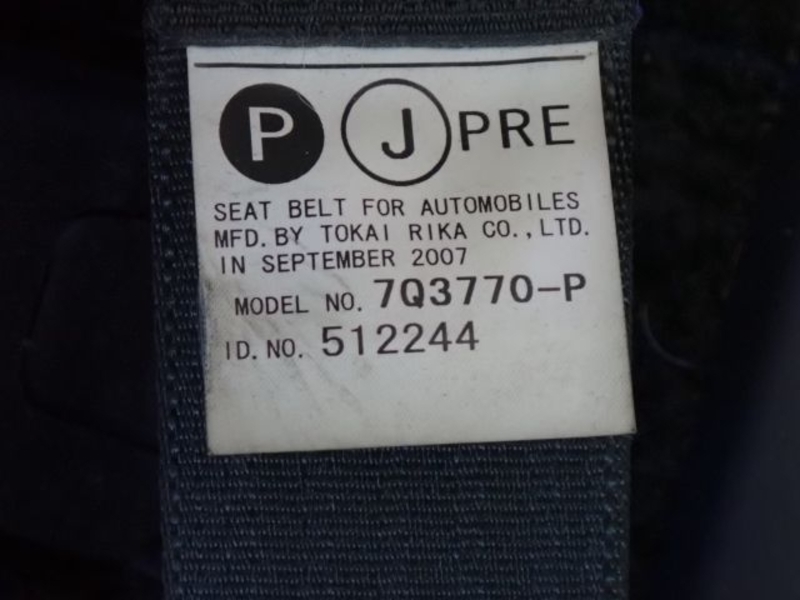 P J PRE
SEAT BELT FOR AUTOMOBILES
MFD. BY TOKAI RIKA CO., LTD.
IN SEPTEMBER 2007
MODEL NO. 7Q3770-P
ID. NO. 512244